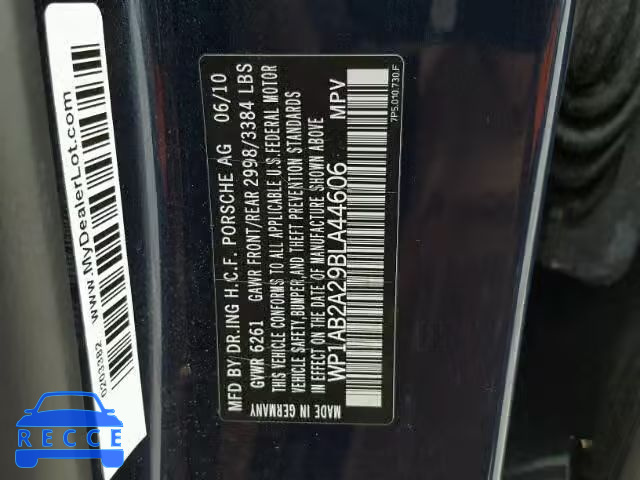 MFD BY DR.ING H.C.F. PORSCHE AG 06/10
GVWR 6261 GAWR FRONT/REAR 2998/3384 LBS
THIS VEHICLE CONFORMS TO ALL APPLICABLE U.S. FEDERAL MOTOR
VEHICLE SAFETY, BUMPER, AND THEFT PREVENTION STANDARDS
IN EFFECT ON THE DATE OF MANUFACTURE SHOWN ABOVE
WP1AB2A29BLA44606 MPV
MADE IN GERMANY
7P5.010.730.F
www.MyDealerLot.com
0203382
RECCE